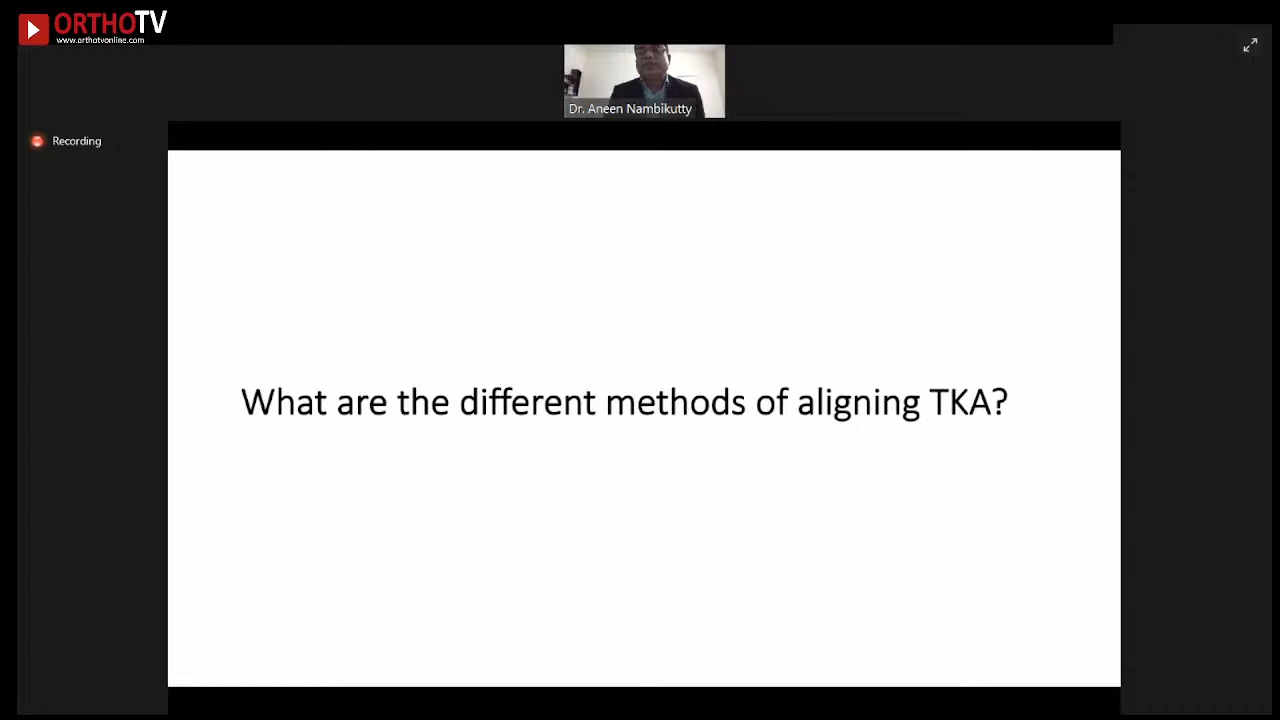 ORTHOTV
www.orthotvonline.com
Dr. Aneen Nambikutty
Recording
What are the different methods of aligning TKA?